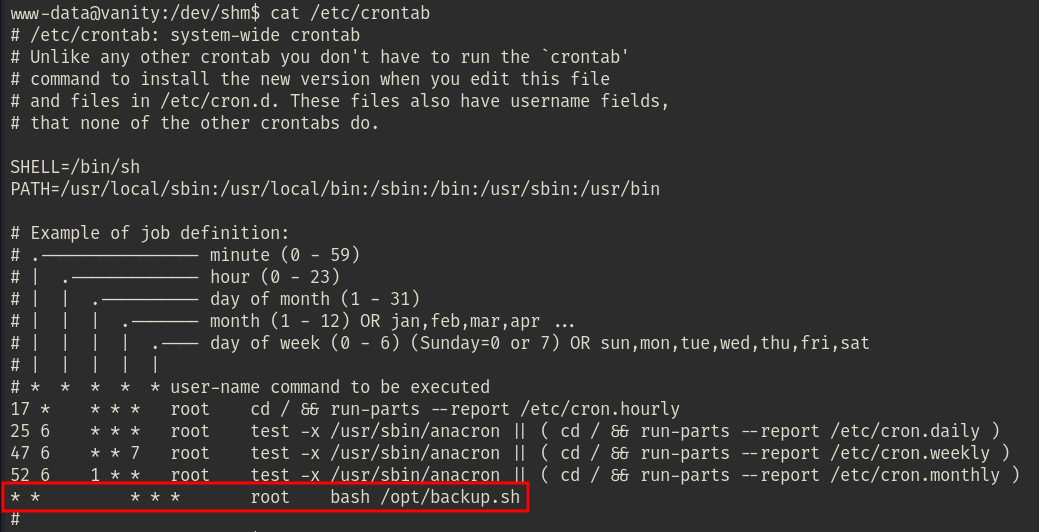 www-data@vanity:/dev/shm$ cat /etc/crontab
# /etc/crontab: system-wide crontab
# Unlike any other crontab you don't have to run the `crontab'
# command to install the new version when you edit this file
# and files in /etc/cron.d. These files also have username fields,
# that none of the other crontabs do.

SHELL=/bin/sh
PATH=/usr/local/sbin:/usr/local/bin:/sbin:/bin:/usr/sbin:/usr/bin

# Example of job definition:
# .---------------- minute (0 - 59)
# |  .------------- hour (0 - 23)
# |  |  .---------- day of month (1 - 31)
# |  |  |  .------- month (1 - 12) OR jan,feb,mar,apr ...
# |  |  |  |  .---- day of week (0 - 6) (Sunday=0 or 7) OR sun,mon,tue,wed,thu,fri,sat
# |  |  |  |  |
# *  *  *  *  * user-name command to be executed
17 *    * * *   root    cd / && run-parts --report /etc/cron.hourly
25 6    * * *   root    test -x /usr/sbin/anacron || ( cd / && run-parts --report /etc/cron.daily )
47 6    * * 7   root    test -x /usr/sbin/anacron || ( cd / && run-parts --report /etc/cron.weekly )
52 6    1 * *   root    test -x /usr/sbin/anacron || ( cd / && run-parts --report /etc/cron.monthly )
* *         * * *       root    bash /opt/backup.sh
#